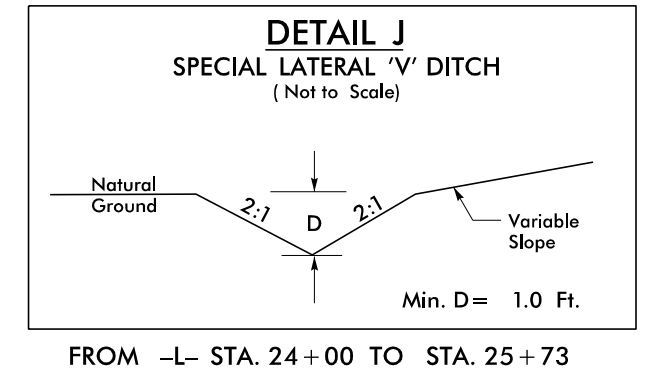 DETAIL J
SPECIAL LATERAL 'V' DITCH
( Not to Scale)
Natural
Ground
2:1
D
2:1
Variable
Slope
Min. D= 1.0 Ft.
FROM -L- STA. 24+00 TO STA. 25+73